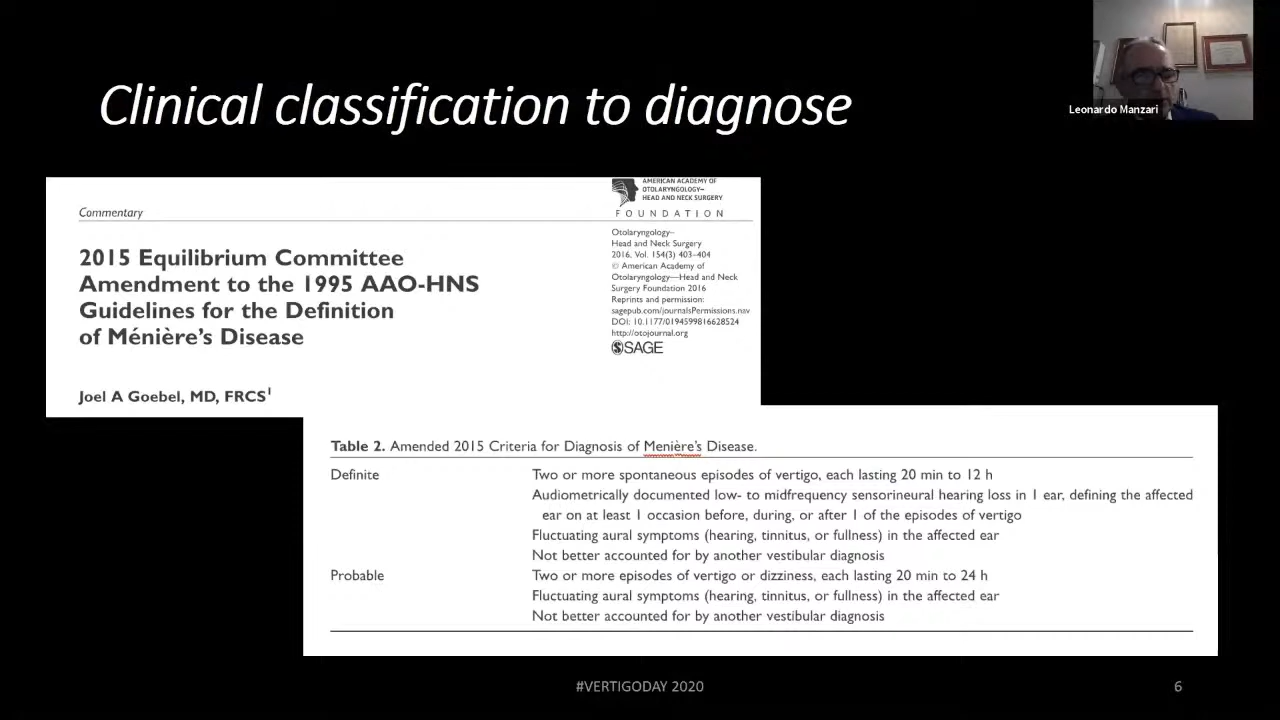 Clinical classification to diagnose
Leonardo Manzari
Commentary
AMERICAN ACADEMY OF
OTOLARYNGOLOGY–
HEAD AND NECK SURGERY
FOUNDATION
2015 Equilibrium Committee
Amendment to the 1995 AAO-HNS
Guidelines for the Definition
of Ménière's Disease
Otolaryngology–
Head and Neck Surgery
2016, Vol. 154(3) 403–404
© American Academy of
Otolaryngology—Head and Neck
Surgery Foundation 2016
Reprints and permission:
sagepub.com/journalsPermissions.nav
DOI: 10.1177/0194599816628524
http://otojournal.org
SAGE
Joel A Goebel, MD, FRCS1
Table 2. Amended 2015 Criteria for Diagnosis of Menière's Disease.
Definite Two or more spontaneous episodes of vertigo, each lasting 20 min to 12 h
Audiometrically documented low- to midfrequency sensorineural hearing loss in 1 ear, defining the affected
ear on at least 1 occasion before, during, or after 1 of the episodes of vertigo
Fluctuating aural symptoms (hearing, tinnitus, or fullness) in the affected ear
Not better accounted for by another vestibular diagnosis
Probable Two or more episodes of vertigo or dizziness, each lasting 20 min to 24 h
Fluctuating aural symptoms (hearing, tinnitus, or fullness) in the affected ear
Not better accounted for by another vestibular diagnosis
#VERTIGODAY 2020
6